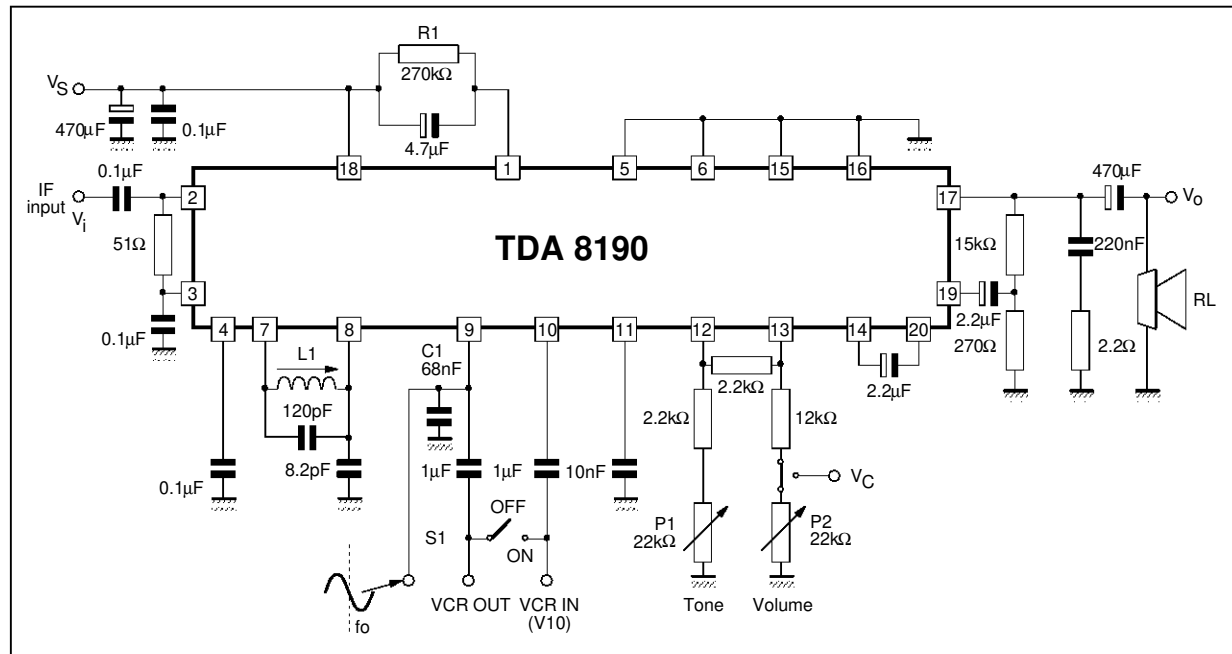 R1
270kΩ
VS
470µF
0.1µF
4.7µF
18
1
5
6
15
16
0.1µF
IF
input
Vi
2
17
470µF
Vo
51Ω
TDA 8190
15kΩ
220nF
3
19
RL
0.1µF
2.2µF
4
7
8
9
10
11
12
13
14
20
270Ω
2.2Ω
L1
C1
68nF
2.2kΩ
2.2µF
120pF
2.2kΩ
12kΩ
8.2pF
0.1µF
1µF
1µF
10nF
VC
OFF
S1
ON
P1
22kΩ
P2
22kΩ
fo
VCR OUT
VCR IN
(V10)
Tone
Volume